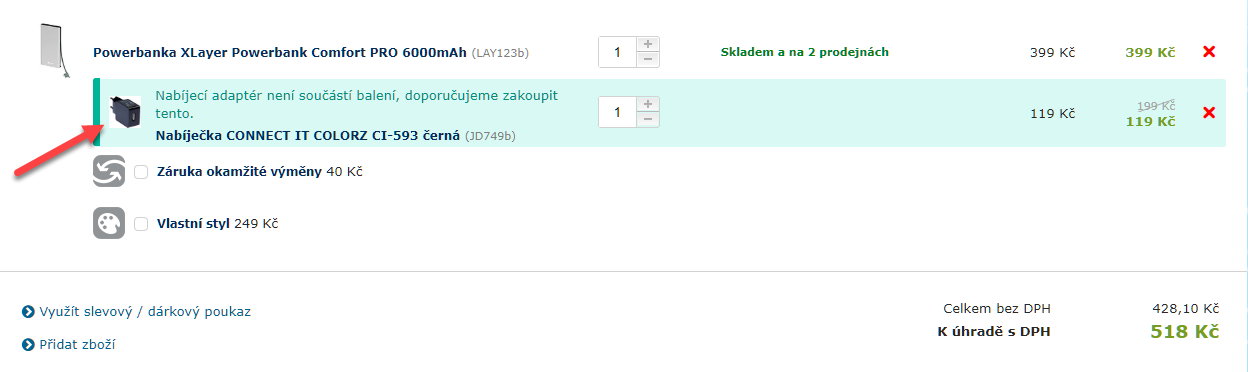 Powerbanka XLayer Powerbank Comfort PRO 6000mAh (LAY123b) 1 + − Skladem a na 2 prodejnách 399 Kč 399 Kč
Nabíjecí adaptér není součástí balení, doporučujeme zakoupit
tento.
Nabíječka CONNECT IT COLORZ CI-593 černá (JD749b) 1 + − 119 Kč 199 Kč
119 Kč
Záruka okamžité výměny 40 Kč
Vlastní styl 249 Kč
Využít slevový / dárkový poukaz
Přidat zboží
Celkem bez DPH 428,10 Kč
K úhradě s DPH 518 Kč